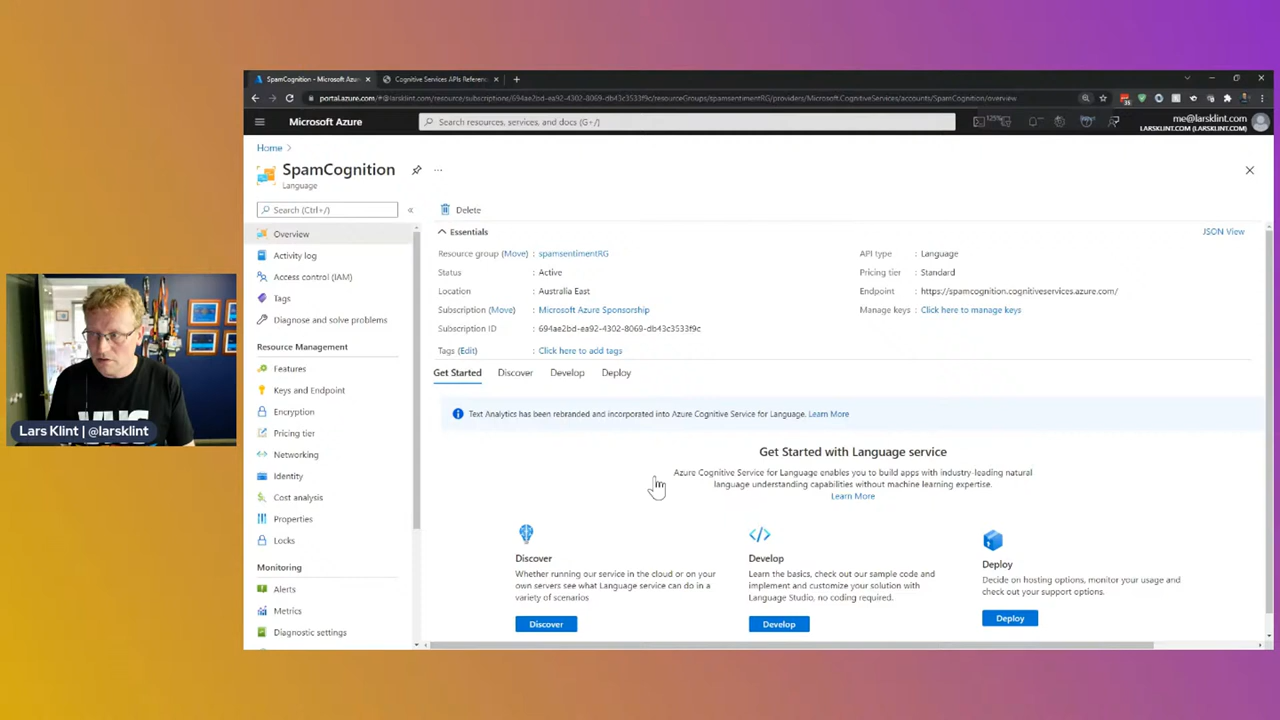 SpamCognition - Microsoft Azu
Cognitive Services APIs Referenc
portal.azure.com/#@larsklint.com/resource/subscriptions/694ae2bd-ea92-4302-8069-db43c3533f9c/resourceGroups/spamsentimentRG/providers/Microsoft.CognitiveServices/accounts/SpamCognition/overview
Microsoft Azure
Search resources, services, and docs (G+/)
125%
me@larsklint.com
LARSKLINT.COM (LARSKLINT.COM)
Home
SpamCognition
Language
Search (Ctrl+/)
Delete
Overview
Activity log
Access control (IAM)
Tags
Diagnose and solve problems
Resource Management
Features
Keys and Endpoint
Encryption
Pricing tier
Networking
Identity
Cost analysis
Properties
Locks
Monitoring
Alerts
Metrics
Diagnostic settings
Essentials
JSON View
Resource group (Move) : spamsentimentRG
Status : Active
Location : Australia East
Subscription (Move) : Microsoft Azure Sponsorship
Subscription ID : 694ae2bd-ea92-4302-8069-db43c3533f9c
Tags (Edit) : Click here to add tags
API type : Language
Pricing tier : Standard
Endpoint : https://spamcognition.cognitiveservices.azure.com/
Manage keys : Click here to manage keys
Get Started Discover Develop Deploy
Text Analytics has been rebranded and incorporated into Azure Cognitive Service for Language. Learn More
Get Started with Language service
Azure Cognitive Service for Language enables you to build apps with industry-leading natural
language understanding capabilities without machine learning expertise.
Learn More
Discover
Whether running our service in the cloud or on your
own servers see what Language service can do in a
variety of scenarios
Discover
Develop
Learn the basics, check out our sample code and
implement and customize your solution with
Language Studio, no coding required.
Develop
Deploy
Decide on hosting options, monitor your usage and
check out your support options.
Deploy
Lars Klint | @larsklint